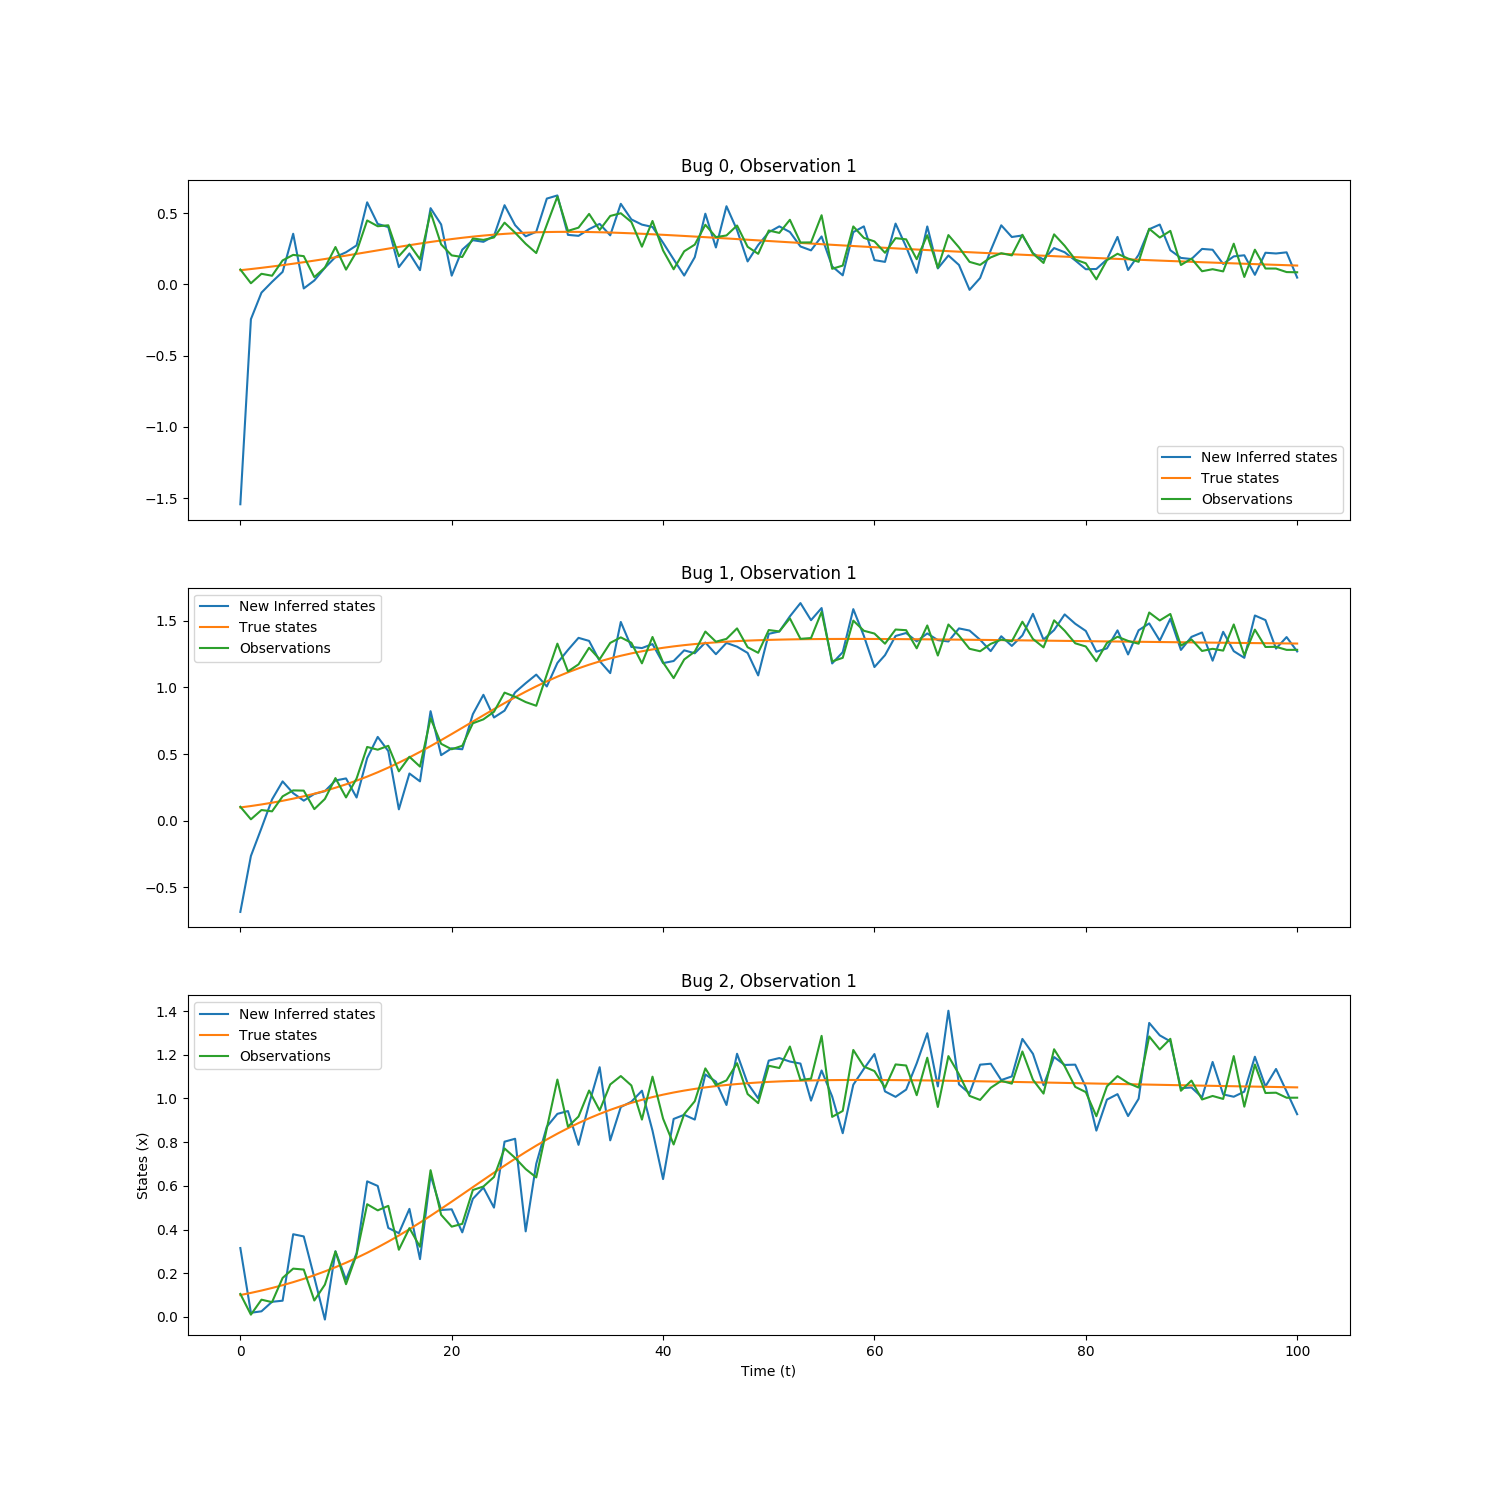 Bug 0, Observation 1
0.5
0.0
−0.5
−1.0
−1.5
New Inferred states
True states
Observations
Bug 1, Observation 1
1.5
1.0
0.5
0.0
−0.5
New Inferred states
True states
Observations
Bug 2, Observation 1
1.4
1.2
1.0
0.8
0.6
0.4
0.2
0.0
States (x)
New Inferred states
True states
Observations
0 20 40 60 80 100
Time (t)